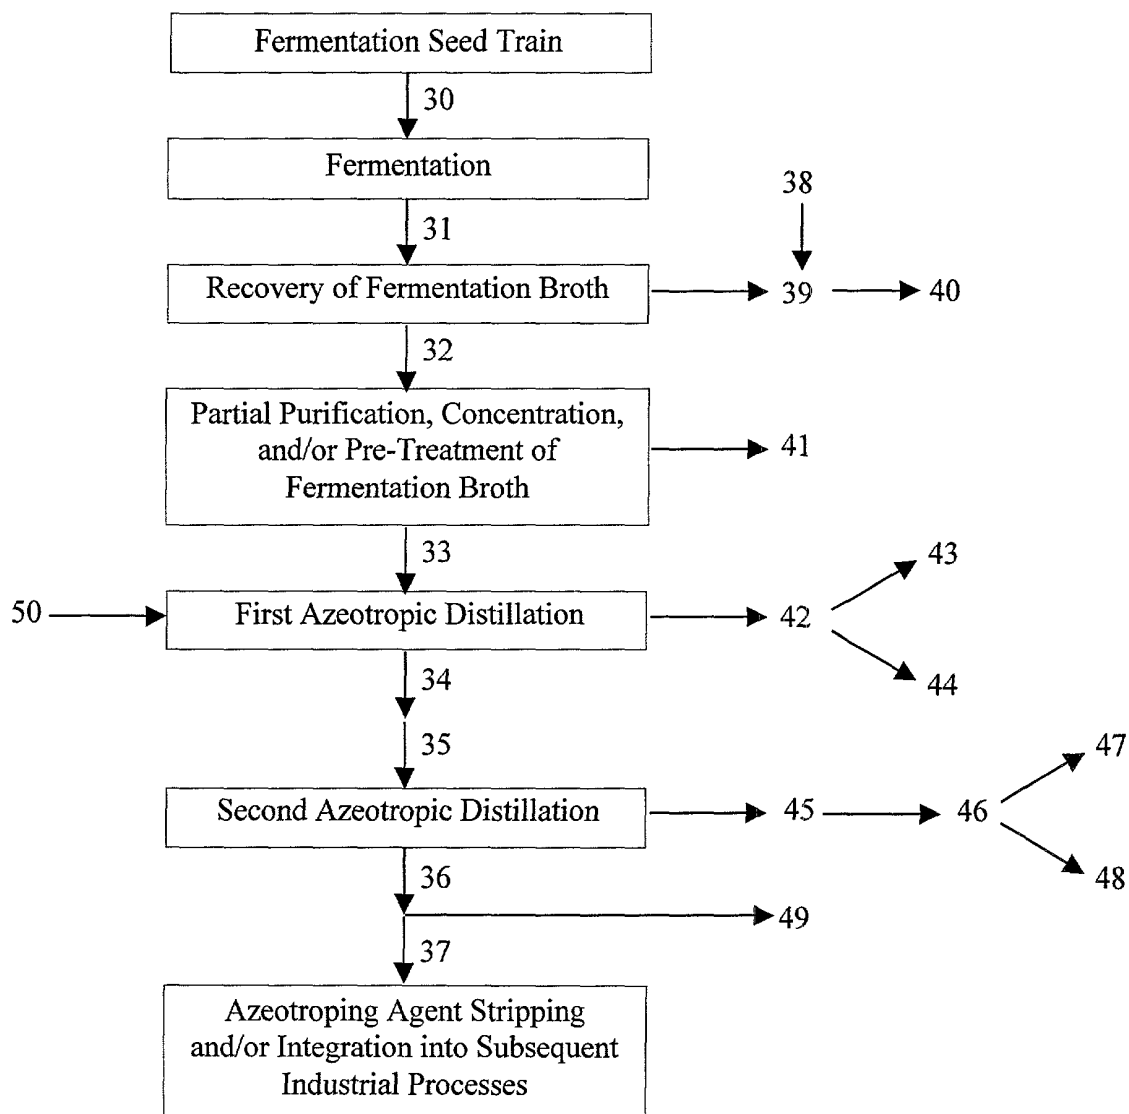 Fermentation Seed Train
30
Fermentation
38
31
Recovery of Fermentation Broth
39
40
32
Partial Purification, Concentration,
and/or Pre-Treatment of
Fermentation Broth
41
33
43
50
First Azeotropic Distillation
42
34
44
35
47
Second Azeotropic Distillation
45
46
36
48
49
37
Azeotroping Agent Stripping
and/or Integration into Subsequent
Industrial Processes